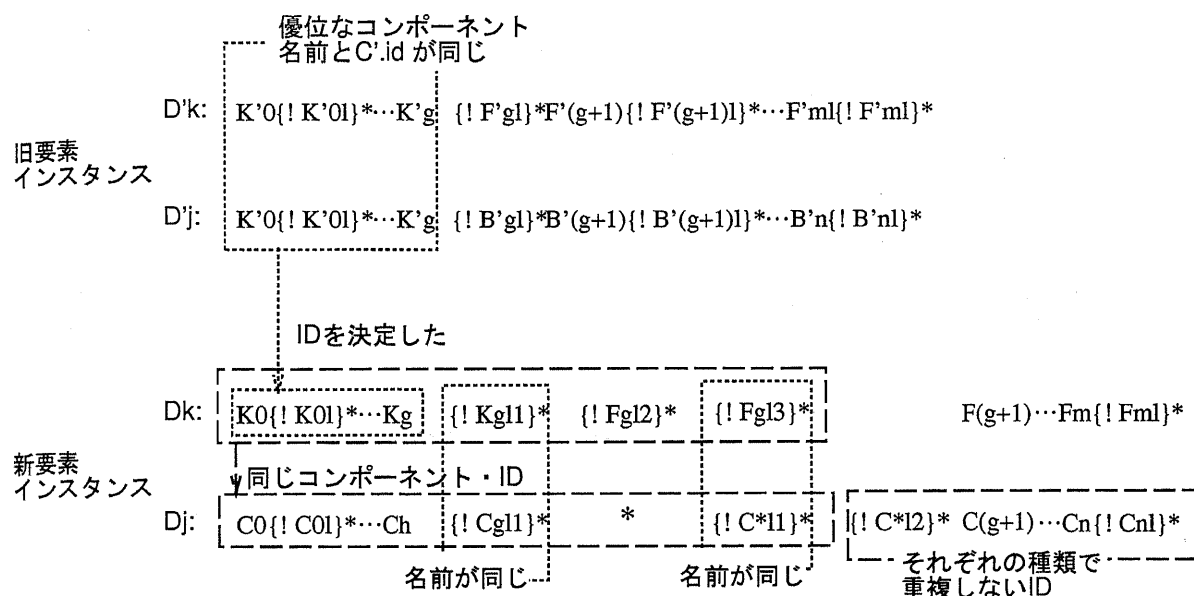 優位なコンポーネント
名前とC'.id が同じ
D'k: K'0{! K'0l}*···K'g {! F'gl}*F'(g+1){! F'(g+1)l}*···F'ml{! F'ml}*
旧要素
インスタンス
D'j: K'0{! K'0l}*···K'g {! B'gl}*B'(g+1){! B'(g+1)l}*···B'n{! B'nl}*
IDを決定した
Dk: K0{! K0l}*···Kg {! Kgl1}* {! Fgl2}* {! Fgl3}* F(g+1)···Fm{! Fml}*
新要素
インスタンス
同じコンポーネント・ID
Dj: C0{! C0l}*···Ch {! Cgl1}* * {! C*l1}* {! C*l2}* C(g+1)···Cn{! Cnl}*
名前が同じ 名前が同じ
それぞれの種類で
重複しないID